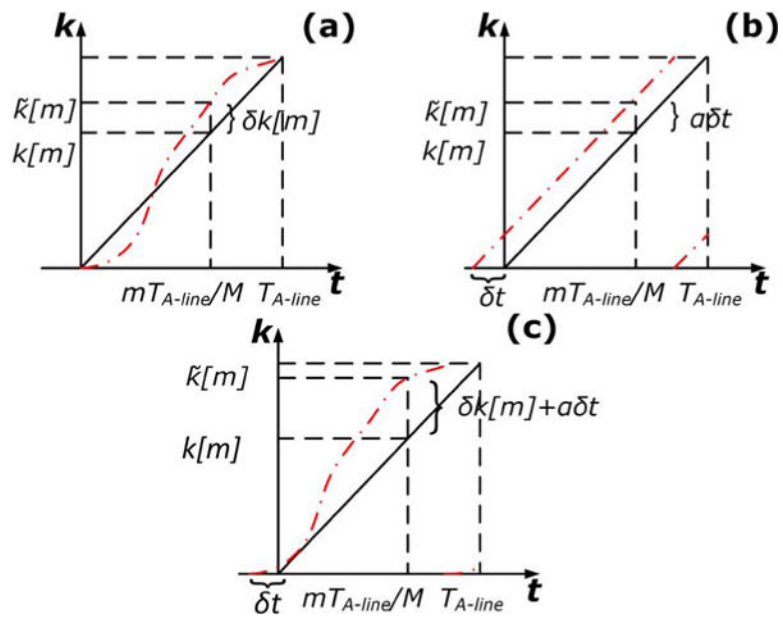 (a)
k
k̃[m]
δk[m]
k[m]
t
mT_A-line/M T_A-line
(b)
k
k̃[m]
aδt
k[m]
t
δt mT_A-line/M T_A-line
(c)
k
k̃[m]
δk[m]+aδt
k[m]
t
δt mT_A-line/M T_A-line